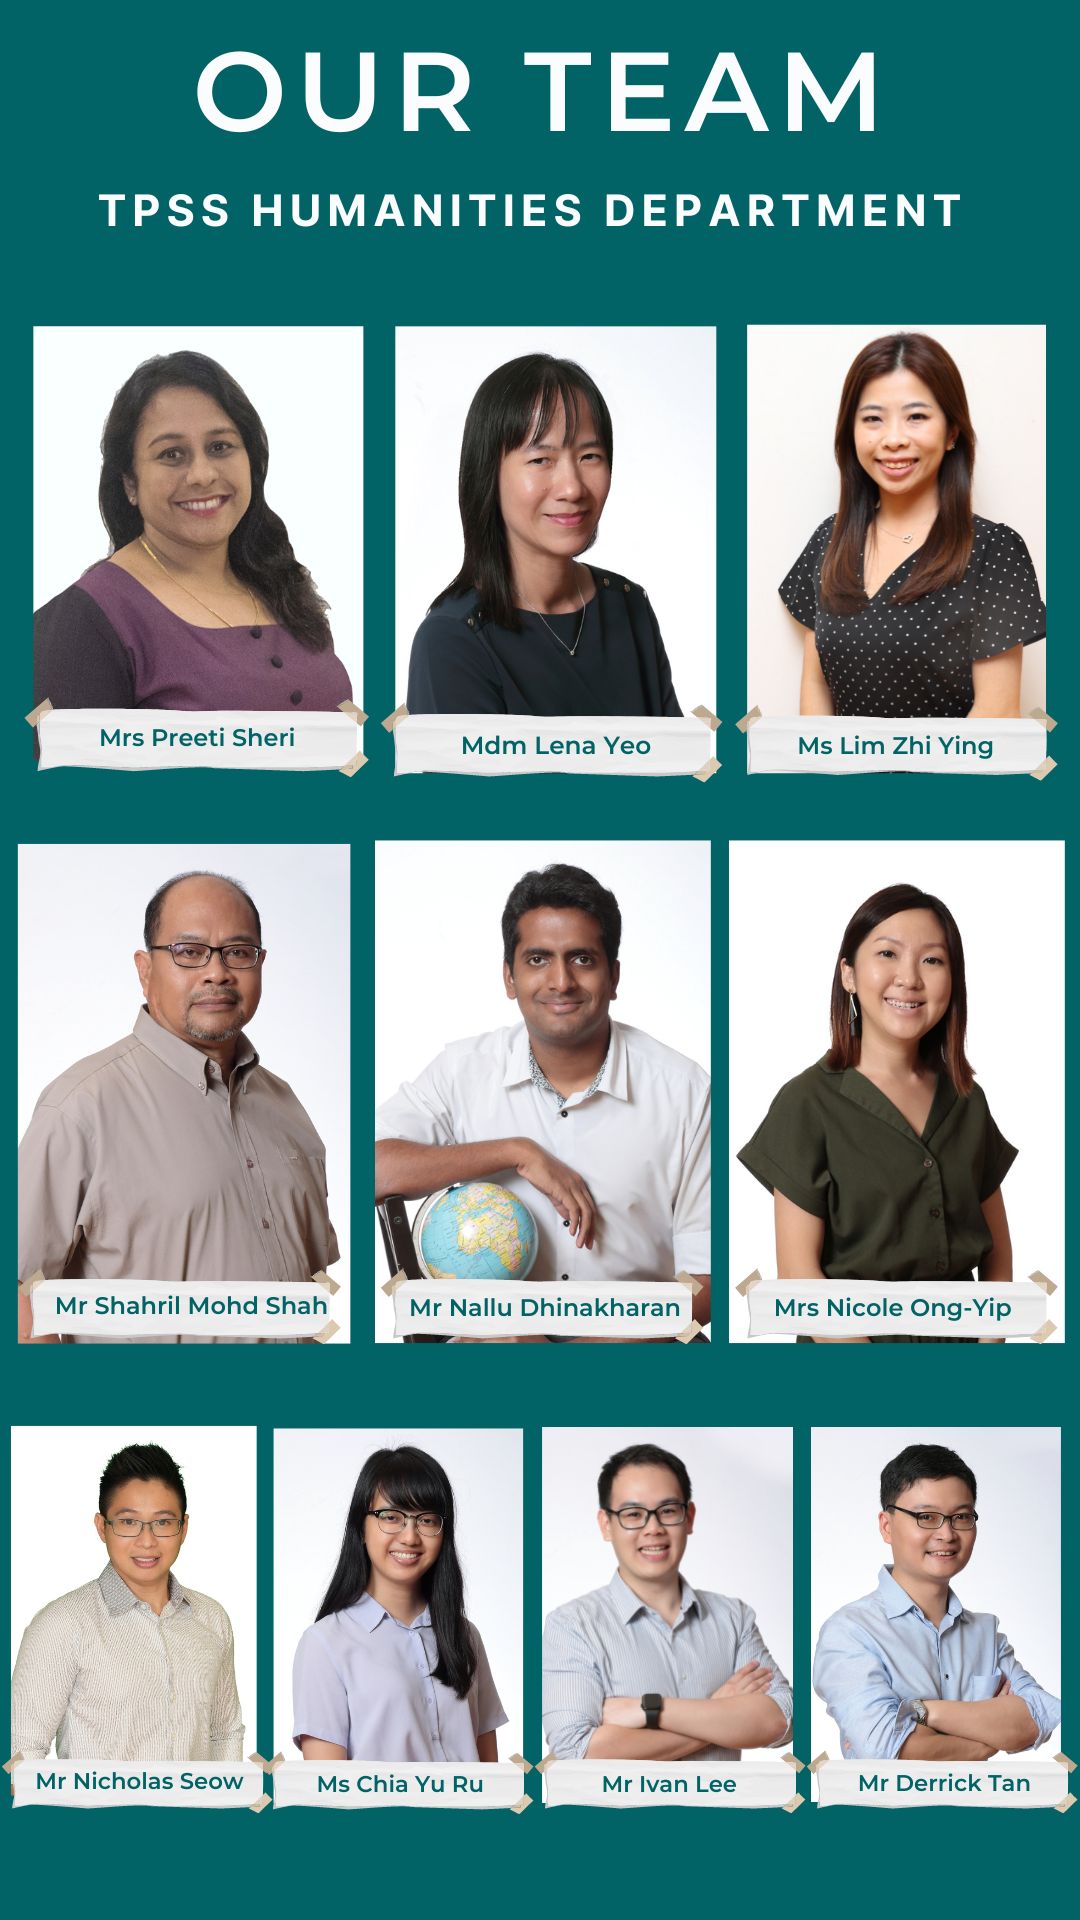 OUR TEAM
TPSS HUMANITIES DEPARTMENT
Mrs Preeti Sheri
Mdm Lena Yeo
Ms Lim Zhi Ying
Mr Shahril Mohd Shah
Mr Nallu Dhinakharan
Mrs Nicole Ong-Yip
Mr Nicholas Seow
Ms Chia Yu Ru
Mr Ivan Lee
Mr Derrick Tan